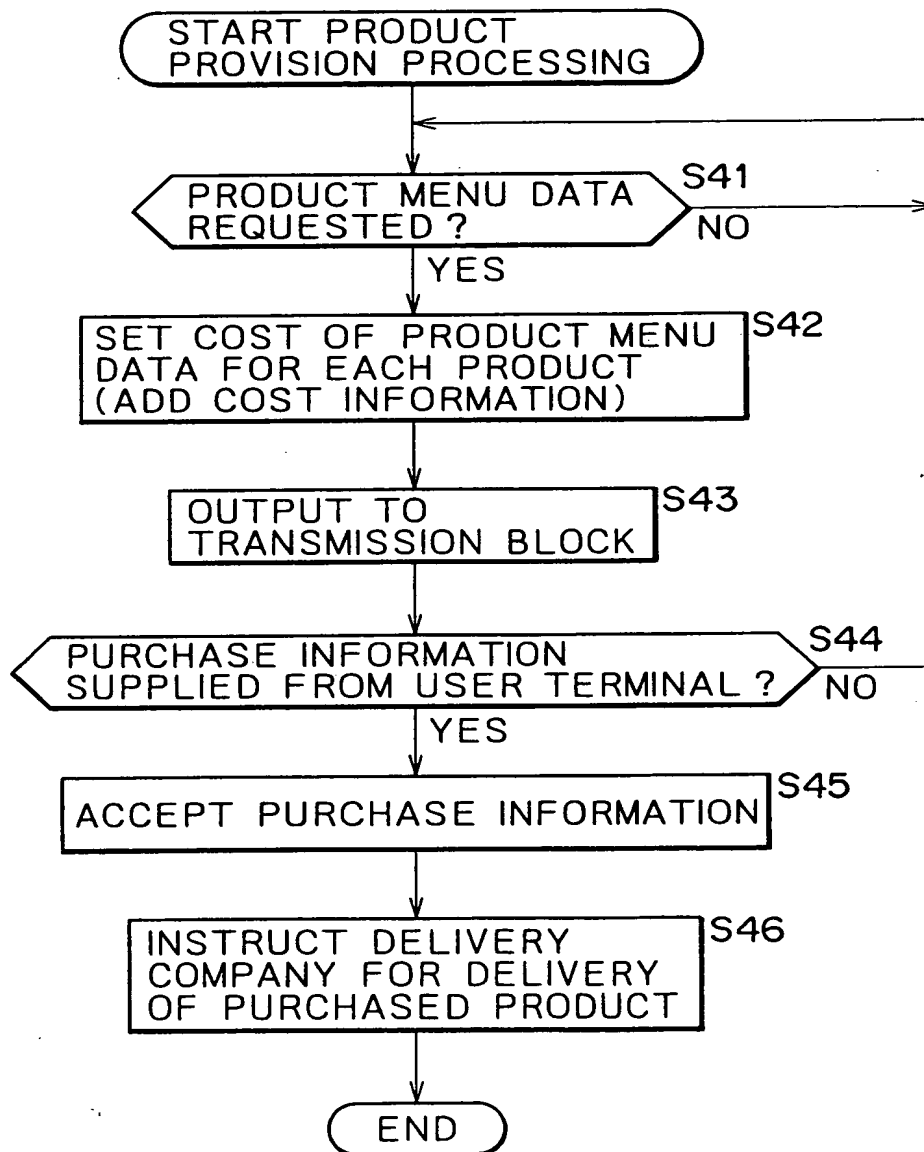 START PRODUCT
PROVISION PROCESSING
PRODUCT MENU DATA
REQUESTED?
S41
NO
YES
SET COST OF PRODUCT MENU
DATA FOR EACH PRODUCT
(ADD COST INFORMATION)
S42
OUTPUT TO
TRANSMISSION BLOCK
S43
PURCHASE INFORMATION
SUPPLIED FROM USER TERMINAL?
S44
NO
YES
ACCEPT PURCHASE INFORMATION
S45
INSTRUCT DELIVERY
COMPANY FOR DELIVERY
OF PURCHASED PRODUCT
S46
END